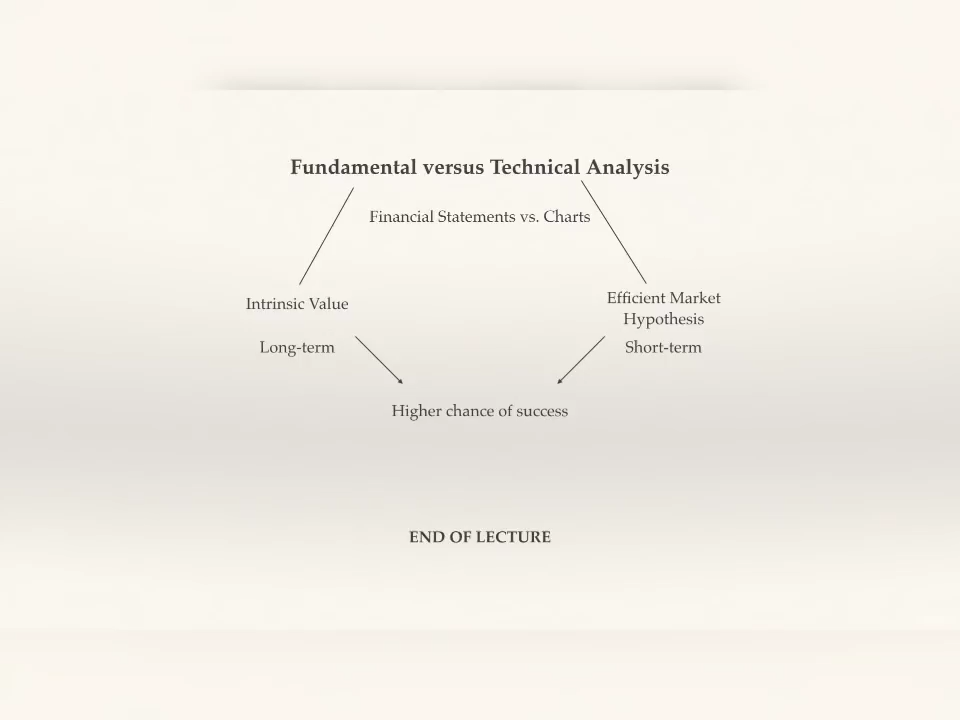 Fundamental versus Technical Analysis
Financial Statements vs. Charts
Intrinsic Value
Long-term
Efficient Market
Hypothesis
Short-term
Higher chance of success
END OF LECTURE